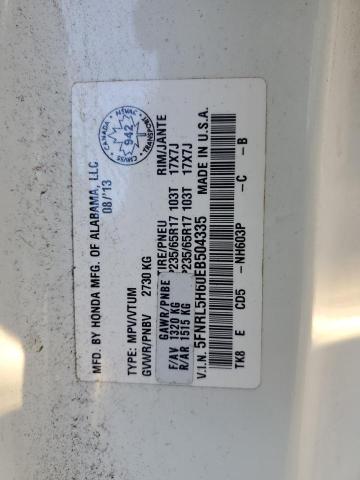 MFD. BY HONDA MFG. OF ALABAMA, LLC
08/'13
CANADA NSVAC
942
CMVSS TRANSPORT
TYPE: MPV/VTUM
GVWR/PNBV 2730 KG
GAWR/PNBE TIRE/PNEU RIM/JANTE
F/AV 1320 KG P235/65R17 103T 17X7J
R/AR 1515 KG P235/65R17 103T 17X7J
V.I.N. 5FNRL5H60EB504335 MADE IN U.S.A.
TK8 E CD5 -NH603P -C -B